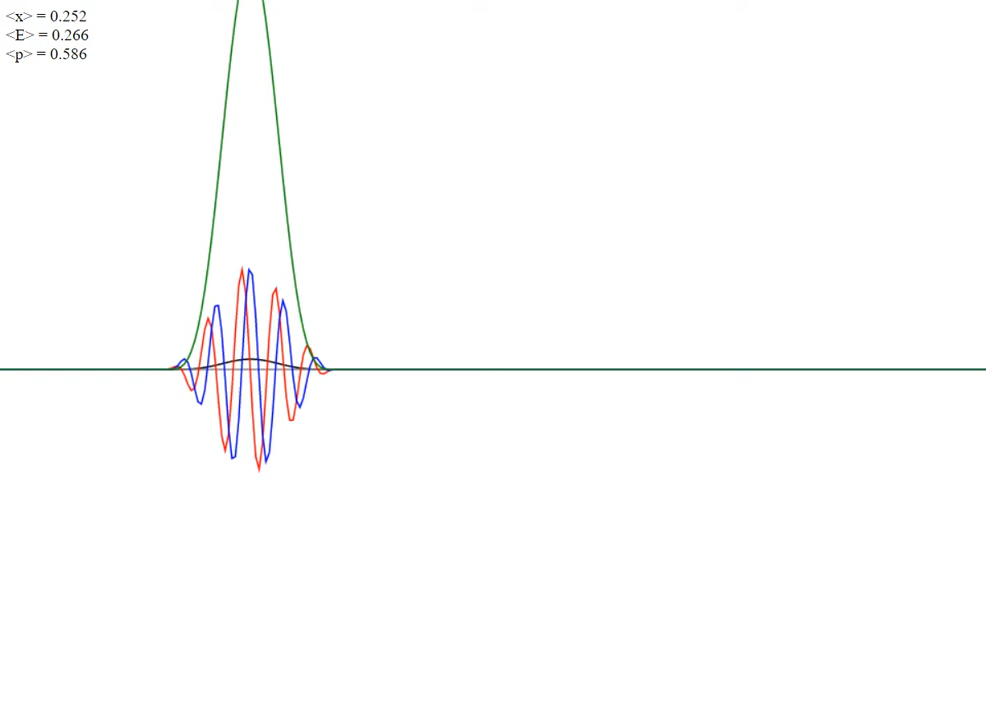 <x> = 0.252
<E> = 0.266
<p> = 0.586